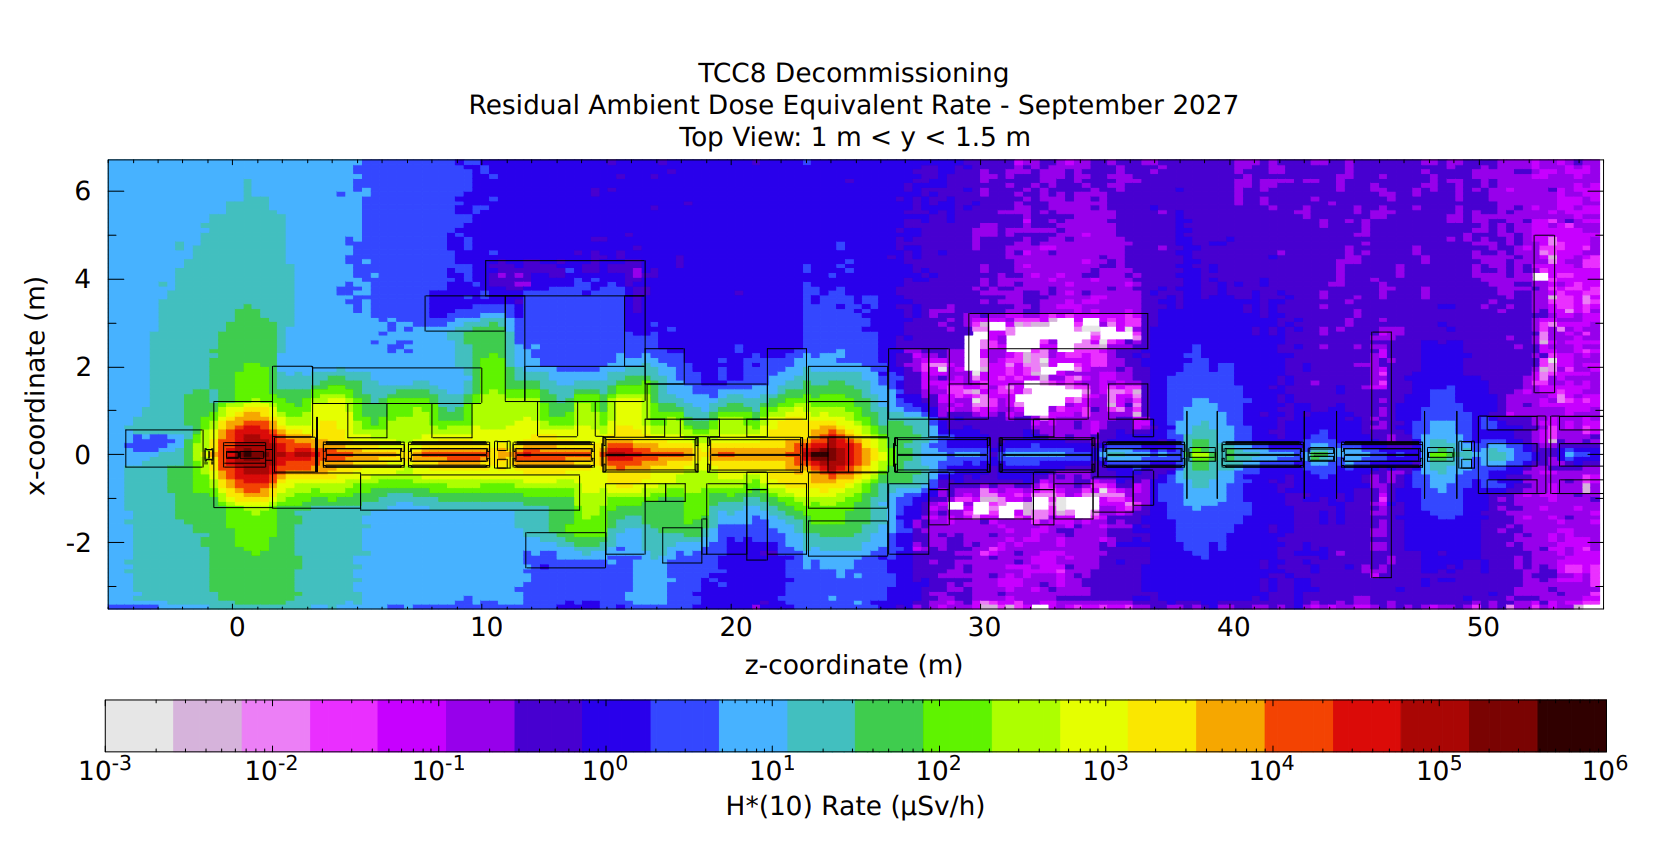 TCC8 Decommissioning
Residual Ambient Dose Equivalent Rate - September 2027
Top View: 1 m < y < 1.5 m
6
4
2
0
-2
x-coordinate (m)
0 10 20 30 40 50
z-coordinate (m)
10⁻³ 10⁻² 10⁻¹ 10⁰ 10¹ 10² 10³ 10⁴ 10⁵ 10⁶
H*(10) Rate (μSv/h)